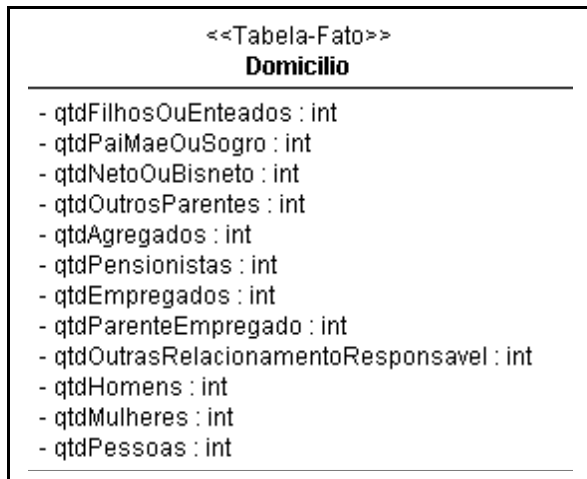 <<Tabela-Fato>>
Domicilio
- qtdFilhosOuEnteados : int
- qtdPaiMaeOuSogro : int
- qtdNetoOuBisneto : int
- qtdOutrosParentes : int
- qtdAgregados : int
- qtdPensionistas : int
- qtdEmpregados : int
- qtdParenteEmpregado : int
- qtdOutrasRelacionamentoResponsavel : int
- qtdHomens : int
- qtdMulheres : int
- qtdPessoas : int